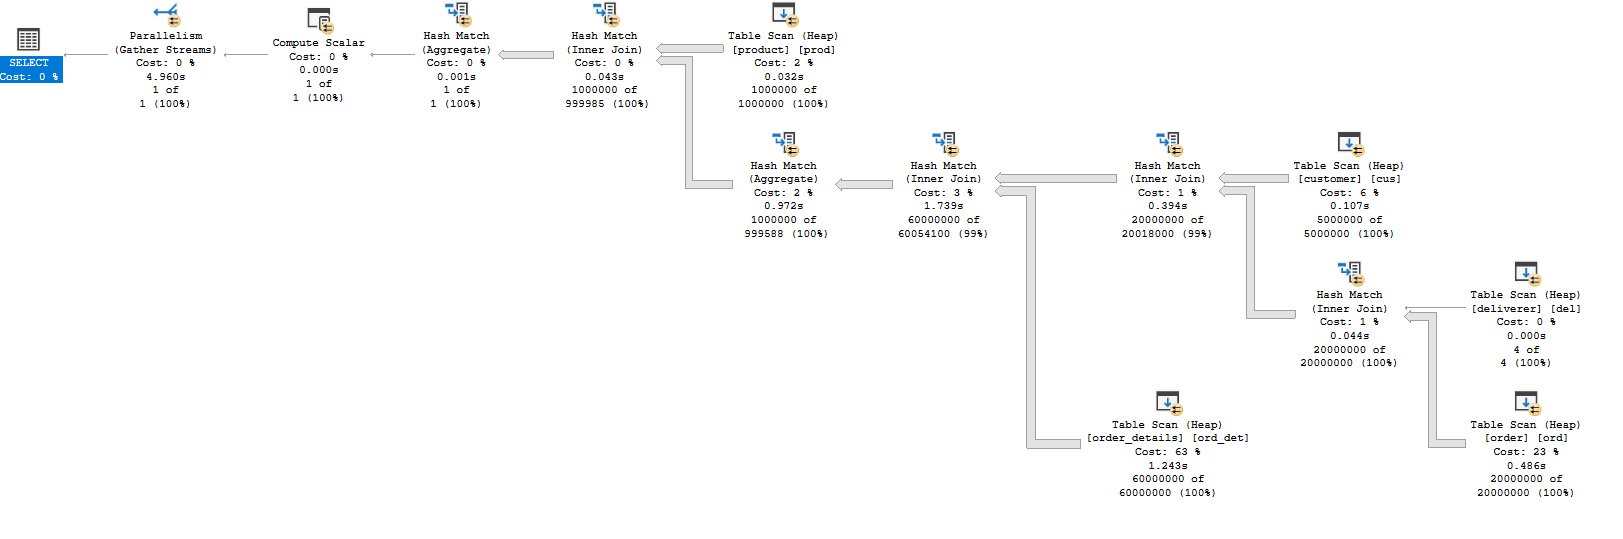 SELECT
Cost: 0 %
Parallelism
(Gather Streams)
Cost: 0 %
4.960s
1 of
1 (100%)
Compute Scalar
Cost: 0 %
0.000s
1 of
1 (100%)
Hash Match
(Aggregate)
Cost: 0 %
0.001s
1 of
1 (100%)
Hash Match
(Inner Join)
Cost: 0 %
0.043s
1000000 of
999985 (100%)
Table Scan (Heap)
[product] [prod]
Cost: 2 %
0.032s
1000000 of
1000000 (100%)
Hash Match
(Aggregate)
Cost: 2 %
0.972s
1000000 of
999588 (100%)
Hash Match
(Inner Join)
Cost: 3 %
1.739s
60000000 of
60054100 (99%)
Hash Match
(Inner Join)
Cost: 1 %
0.394s
20000000 of
20018000 (99%)
Table Scan (Heap)
[customer] [cus]
Cost: 6 %
0.107s
5000000 of
5000000 (100%)
Hash Match
(Inner Join)
Cost: 1 %
0.044s
20000000 of
20000000 (100%)
Table Scan (Heap)
[deliverer] [del]
Cost: 0 %
0.000s
4 of
4 (100%)
Table Scan (Heap)
[order_details] [ord_det]
Cost: 63 %
1.243s
60000000 of
60000000 (100%)
Table Scan (Heap)
[order] [ord]
Cost: 23 %
0.486s
20000000 of
20000000 (100%)